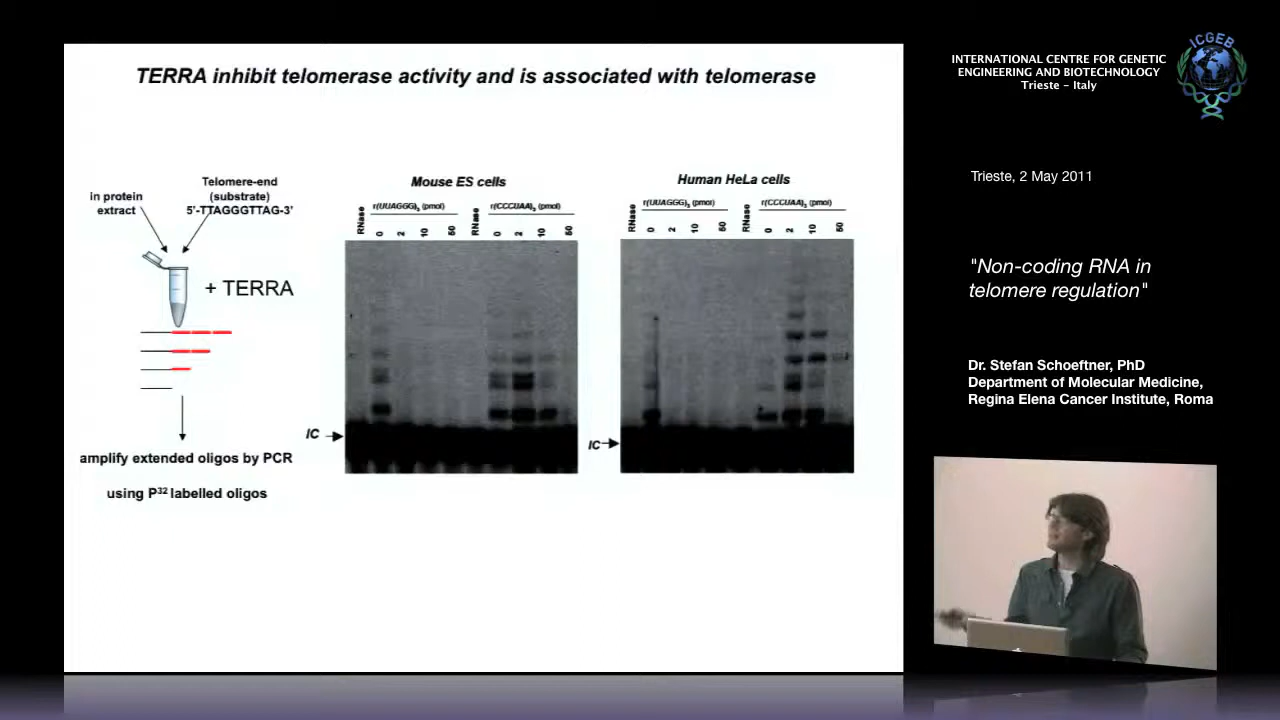 TERRA inhibit telomerase activity and is associated with telomerase
in protein
extract
Telomere-end
(substrate)
5'-TTAGGGTTAG-3'
+ TERRA
amplify extended oligos by PCR
using P32 labelled oligos
Mouse ES cells
RNase
r(UUAGGG)3 (pmol)
0 2 10 50
RNase
r(CCCUAA)3 (pmol)
0 2 10 50
IC
Human HeLa cells
RNase
r(UUAGGG)3 (pmol)
0 2 10 50
RNase
r(CCCUAA)3 (pmol)
0 2 10 50
IC
INTERNATIONAL CENTRE FOR GENETIC
ENGINEERING AND BIOTECHNOLOGY
Trieste - Italy
ICGEB
Trieste, 2 May 2011
"Non-coding RNA in
telomere regulation"
Dr. Stefan Schoeftner, PhD
Department of Molecular Medicine,
Regina Elena Cancer Institute, Roma